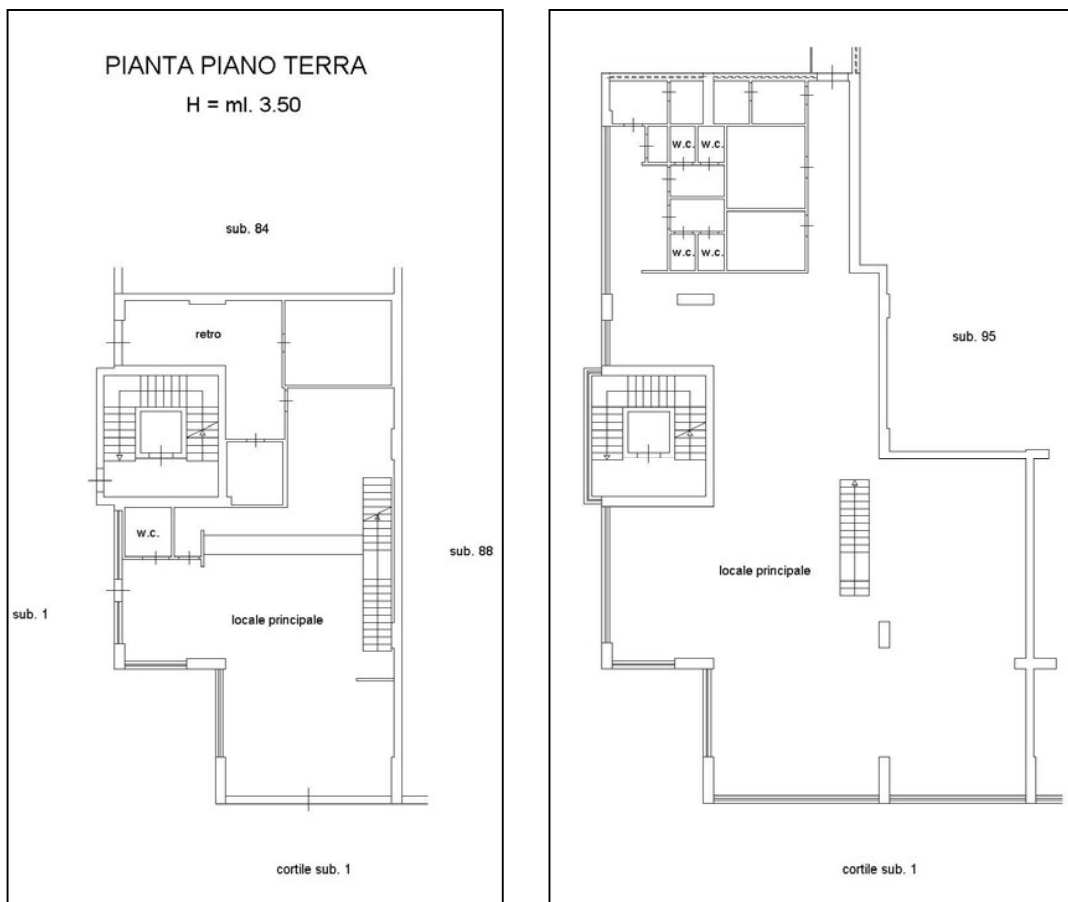 PIANTA PIANO TERRA
H = ml. 3.50
sub. 84
retro
w.c.
sub. 88
sub. 1
locale principale
cortile sub. 1
w.c.
w.c.
w.c.
w.c.
sub. 95
locale principale
cortile sub. 1